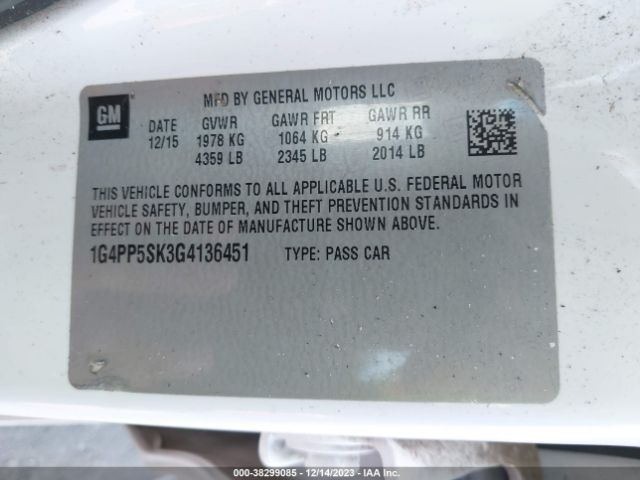 GM
MFD BY GENERAL MOTORS LLC
DATE GVWR GAWR FRT GAWR RR
12/15 1978 KG 1064 KG 914 KG
4359 LB 2345 LB 2014 LB
THIS VEHICLE CONFORMS TO ALL APPLICABLE U.S. FEDERAL MOTOR
VEHICLE SAFETY, BUMPER, AND THEFT PREVENTION STANDARDS IN
EFFECT ON THE DATE OF MANUFACTURE SHOWN ABOVE.
1G4PP5SK3G4136451 TYPE: PASS CAR
000-38299085 - 12/14/2023 - IAA Inc.